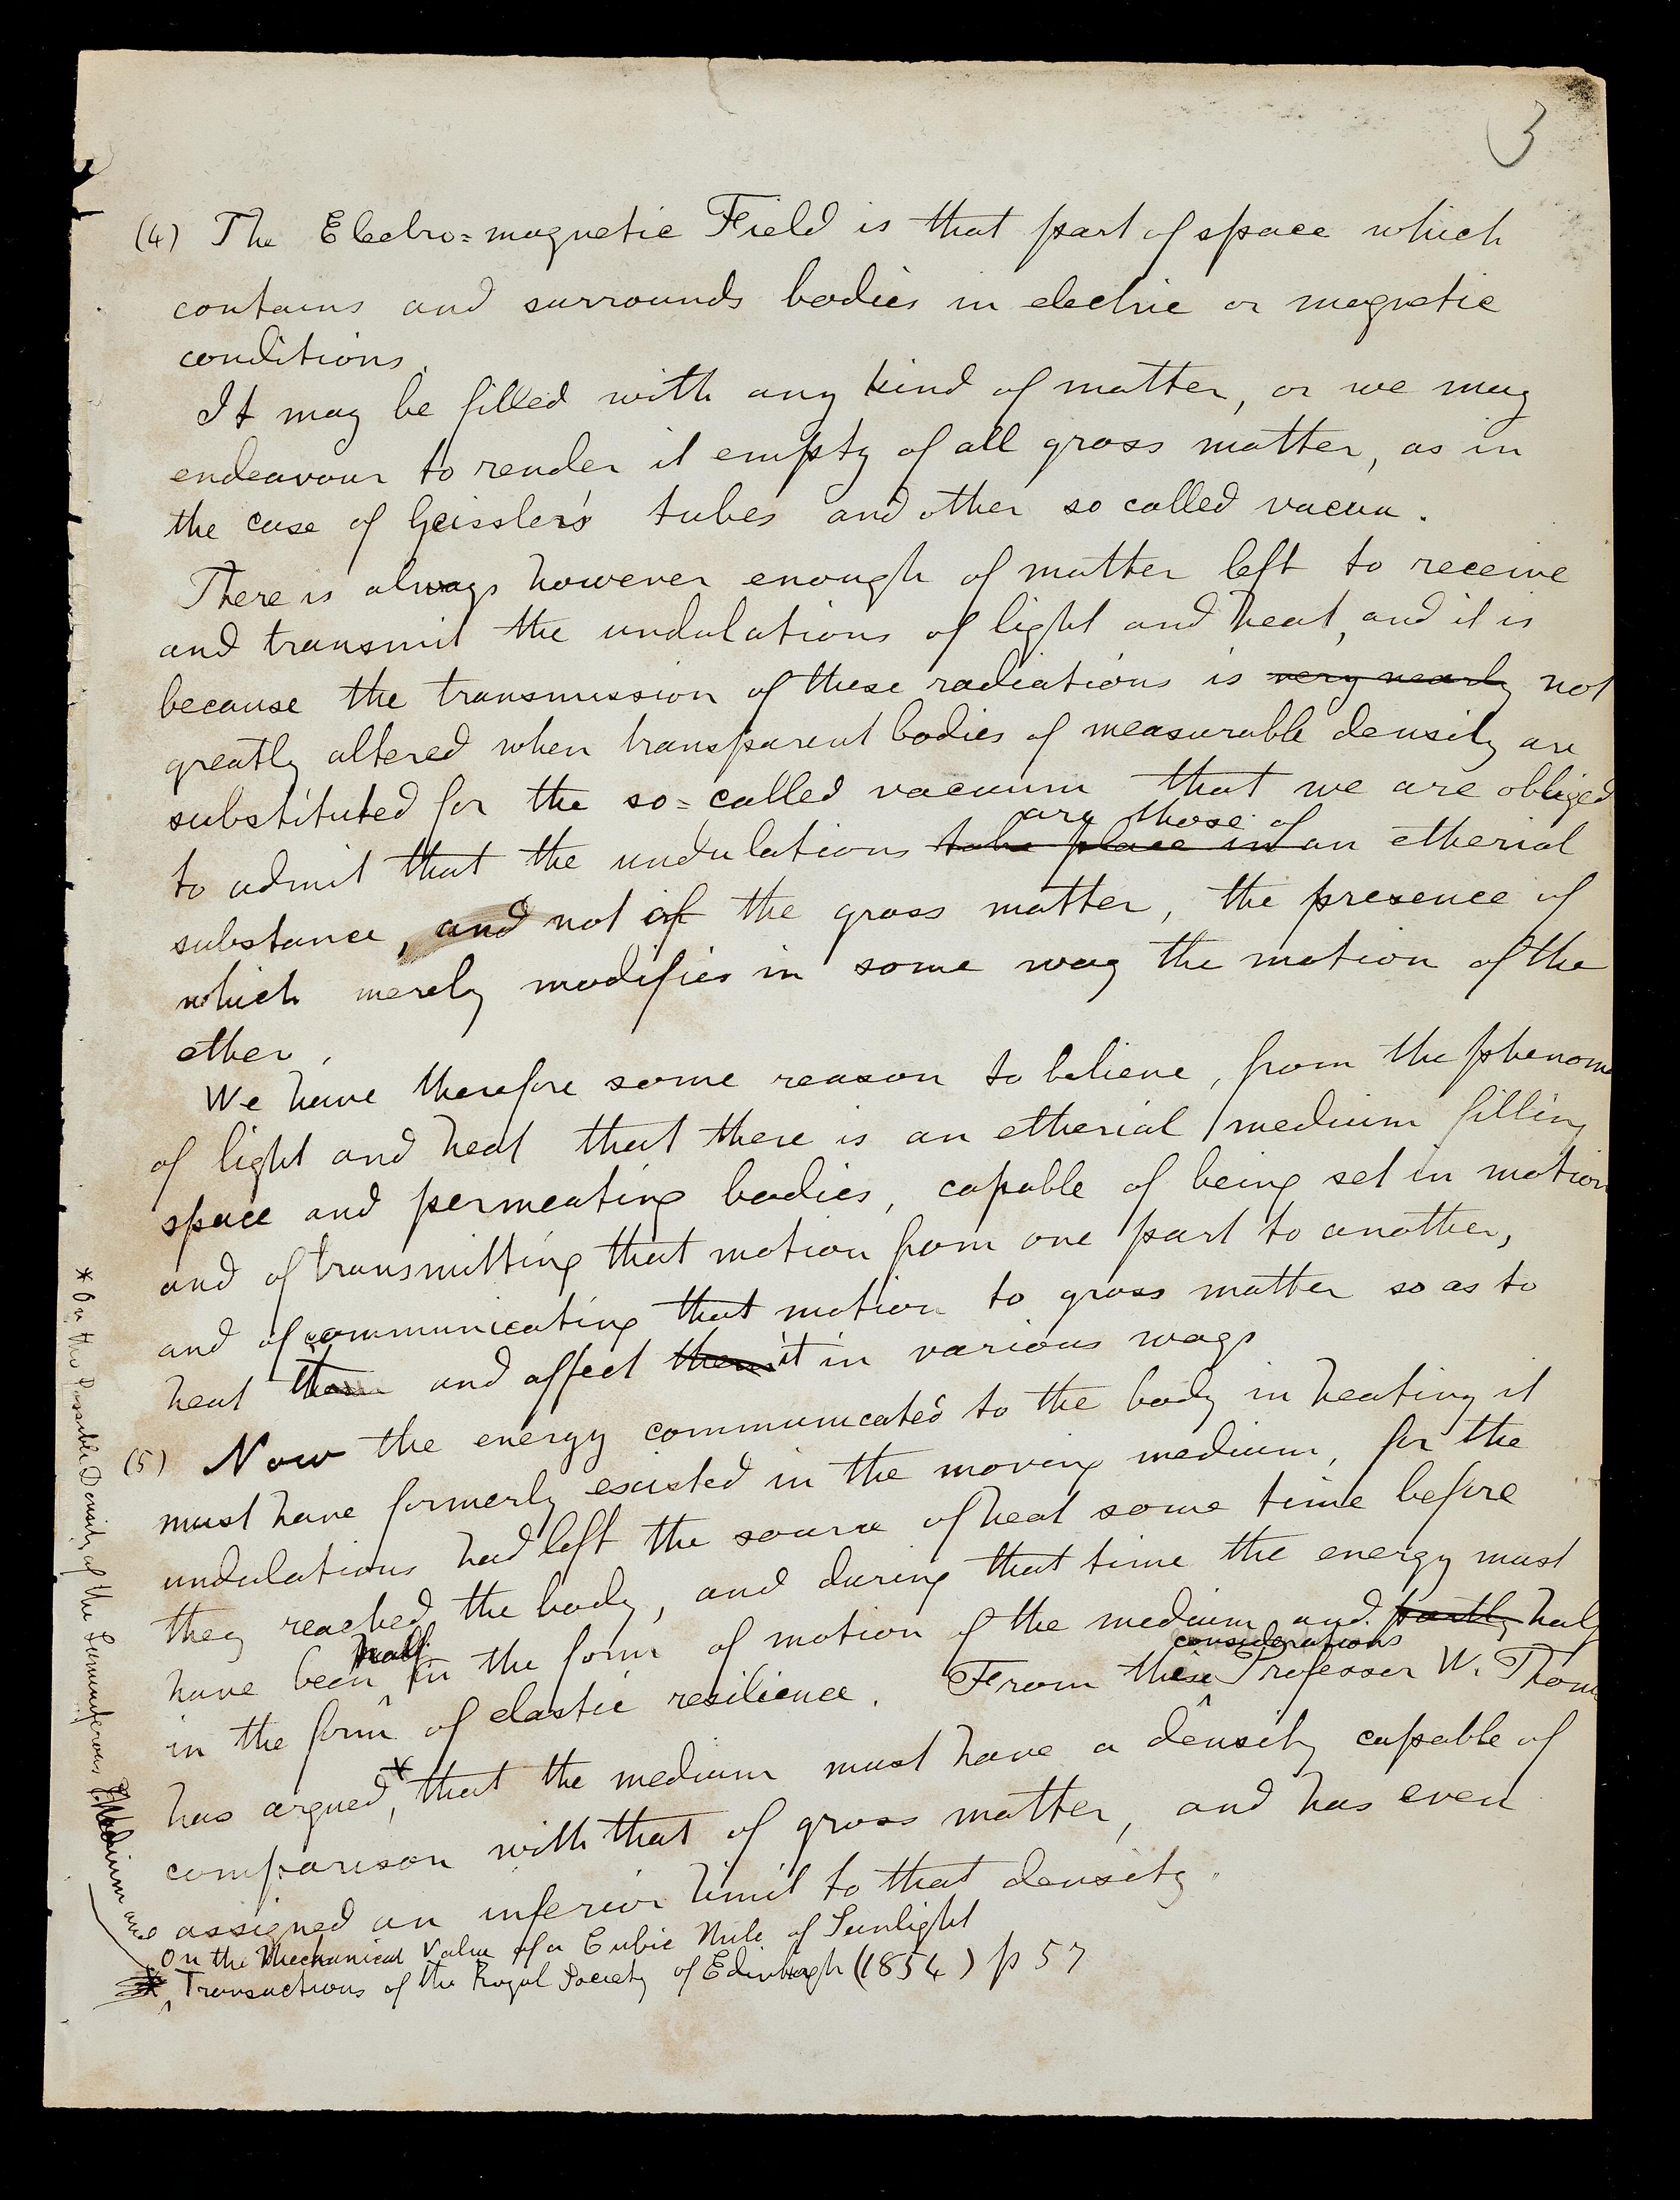 3
(4) The Electro=magnetic Field is that part of space which
contains and surrounds bodies in electric or magnetic
conditions.
It may be filled with any kind of matter, or we may
endeavour to render it empty of all gross matter, as in
the case of Geissler's tubes and other so called vacua.
There is always however enough of matter left to receive
and transmit the undulations of light and heat, and it is
because the transmission of these radiations is very nearly not
greatly altered when transparent bodies of measurable density are
substituted for the so=called vacuum that we are obliged
are those of
to admit that the undulations take place in an etherial
substance, and not of the gross matter, the presence of
which merely modifies in some way the motion of the
ether.
We have therefore some reason to believe, from the phenom
of light and heat that there is an etherial medium filling
space and permeating bodies, capable of being set in motion
and of transmitting that motion from one part to another,
and of communicating that motion to gross matter so as to
heat them and affect them it in various ways
(5) Now the energy communicated to the body in heating it
must have formerly existed in the moving medium, for the
undulations had left the source of heat some time before
they reached the body, and during that time the energy must
half
have been in the form of motion of the medium and partly half
considerations
in the form of elastic resilience. From these Professor W. Thom
has argued,* that the medium must have a density capable of
comparison with that of gross matter, and has even
assigned an inferior limit to that density.
* On the Possible Density of the Luminiferous Medium and
On the Mechanical Value of a Cubic Mile of Sunlight
* Transactions of the Royal Society of Edinburgh (1854) p 57